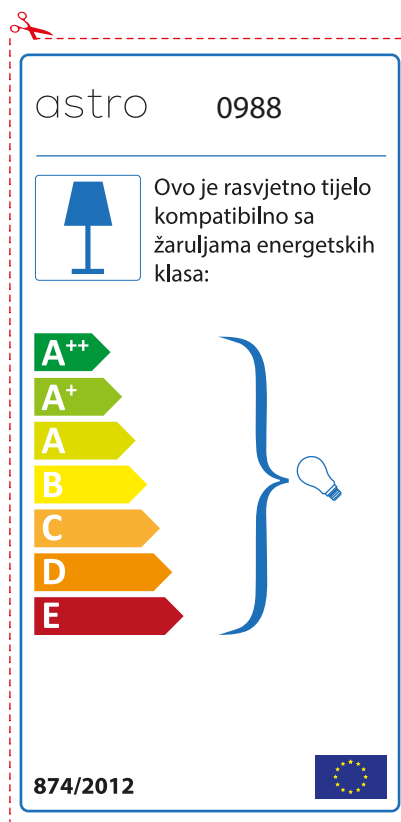 astro 0988
Ovo je rasvjetno tijelo
kompatibilno sa
žaruljama energetskih
klasa:
A++
A+
A
B
C
D
E
874/2012